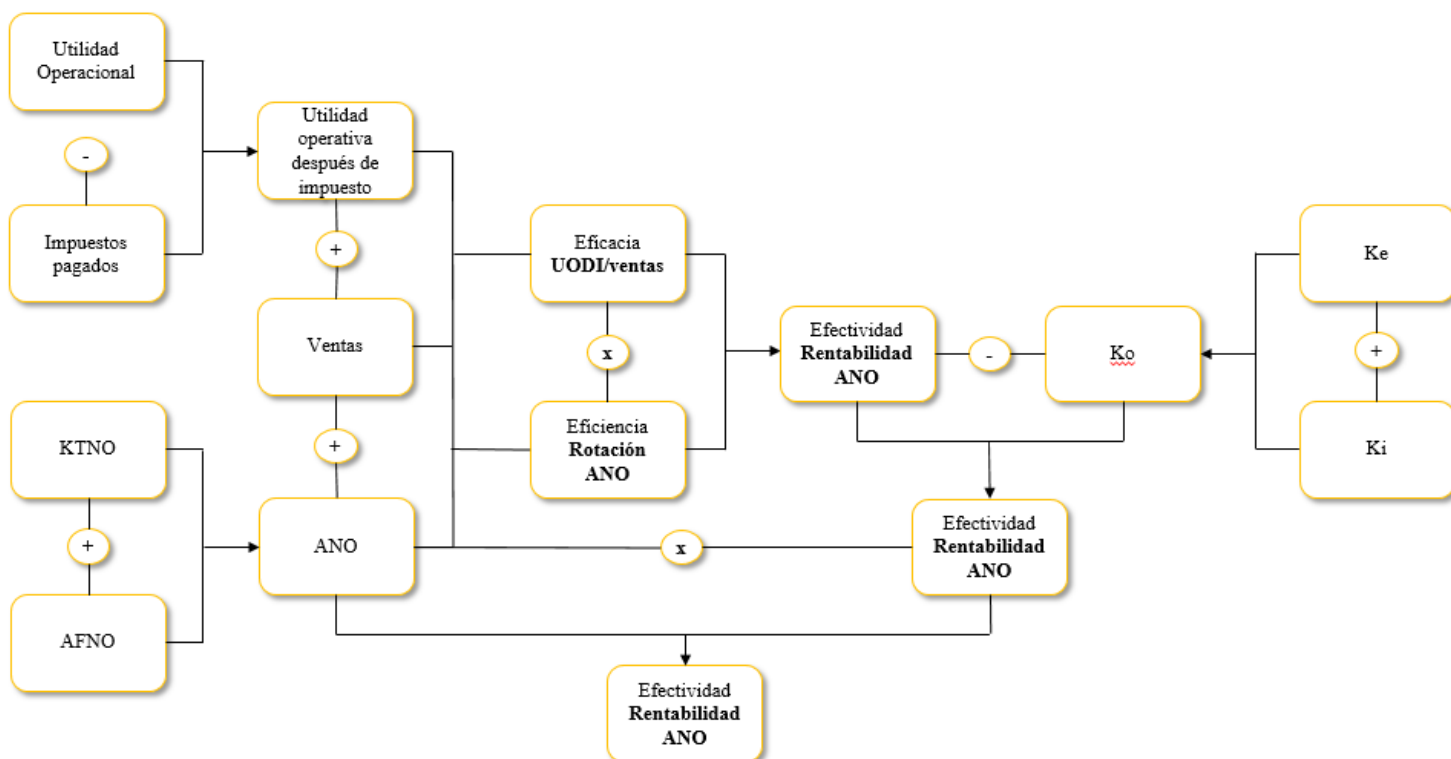 Utilidad
Operacional
-
Impuestos
pagados
Utilidad
operativa
después de
impuesto
+
Ventas
+
KTNO
+
AFNO
ANO
Eficacia
UODI/ventas
x
Eficiencia
Rotación
ANO
Efectividad
Rentabilidad
ANO
-
Ko
Ke
+
Ki
x
Efectividad
Rentabilidad
ANO
Efectividad
Rentabilidad
ANO